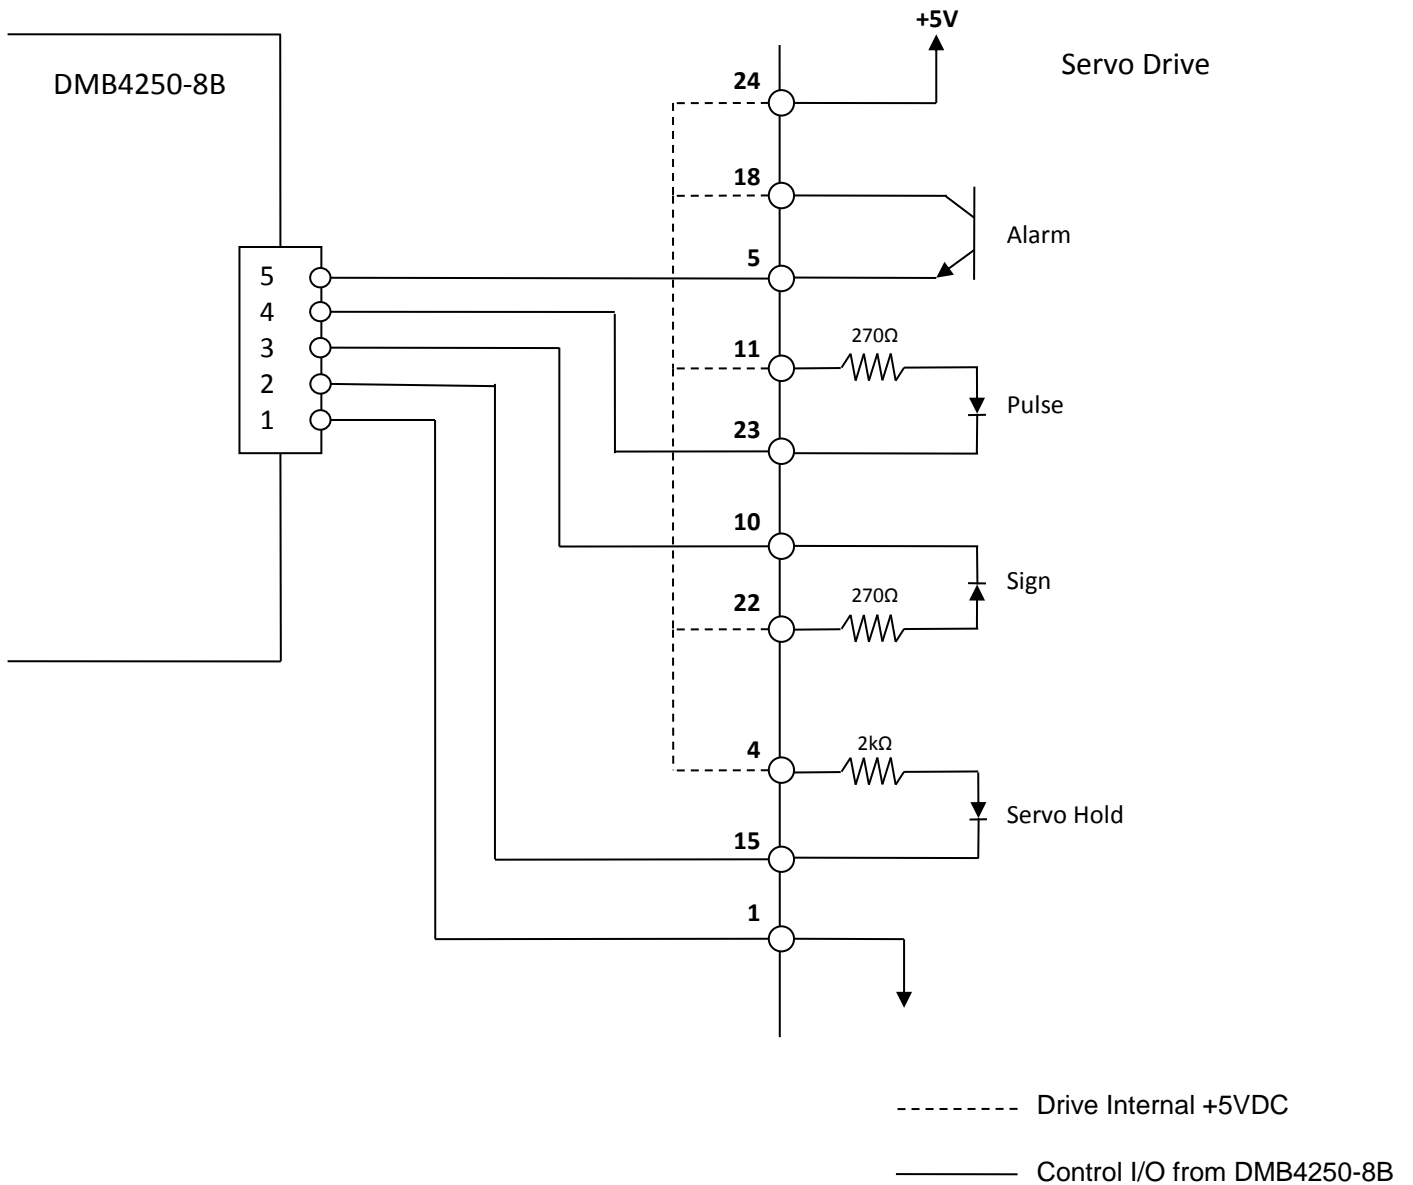 +5V
Servo Drive
DMB4250-8B
24
18
Alarm
5
5
4
3
2
1
270Ω
11
Pulse
23
10
Sign
270Ω
22
2kΩ
4
Servo Hold
15
1
Drive Internal +5VDC
Control I/O from DMB4250-8B